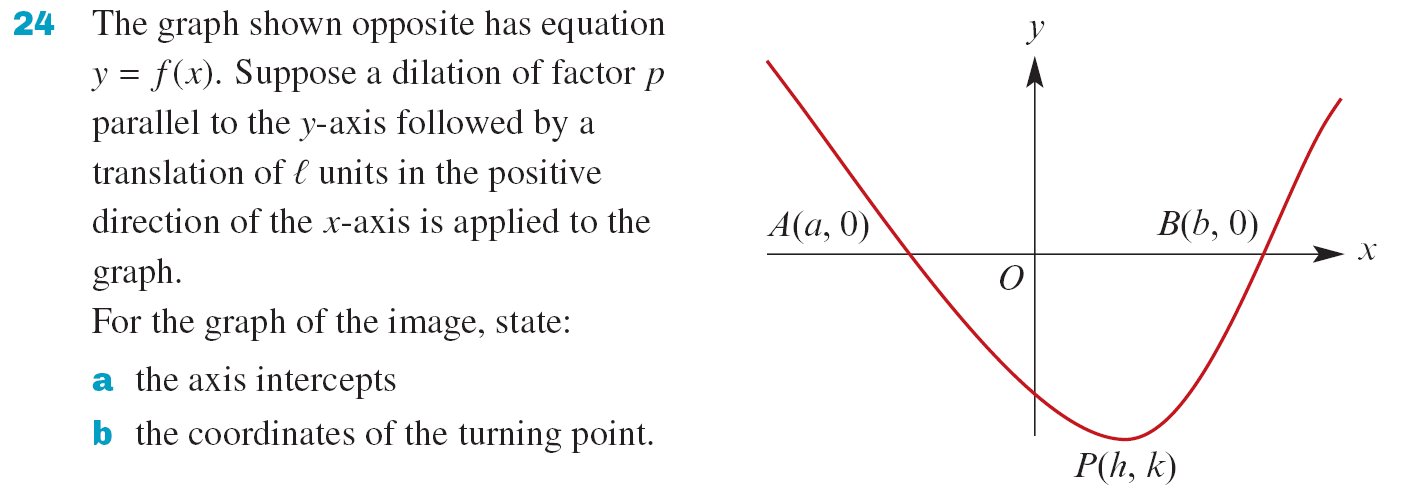 24 The graph shown opposite has equation
y = f(x). Suppose a dilation of factor p
parallel to the y-axis followed by a
translation of ℓ units in the positive
direction of the x-axis is applied to the
graph.
For the graph of the image, state:
a the axis intercepts
b the coordinates of the turning point.
y
A(a, 0)
B(b, 0)
x
O
P(h, k)